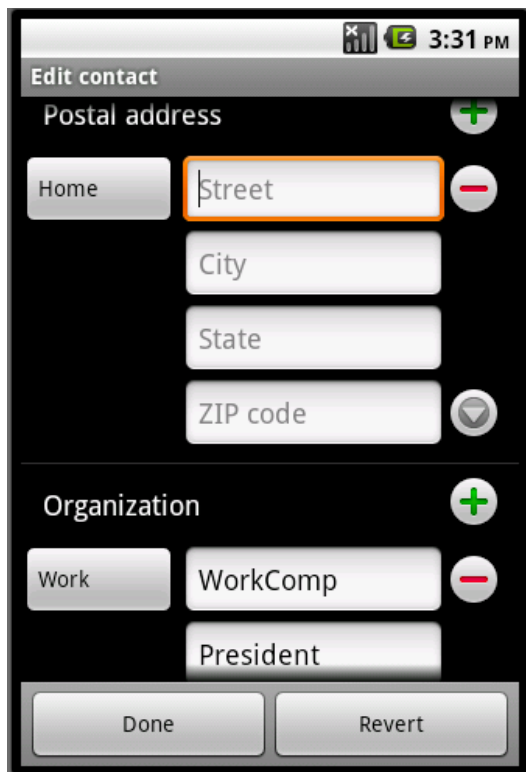 3:31 PM
Edit contact
Postal address
Home
Street
City
State
ZIP code
Organization
Work
WorkComp
President
Done
Revert